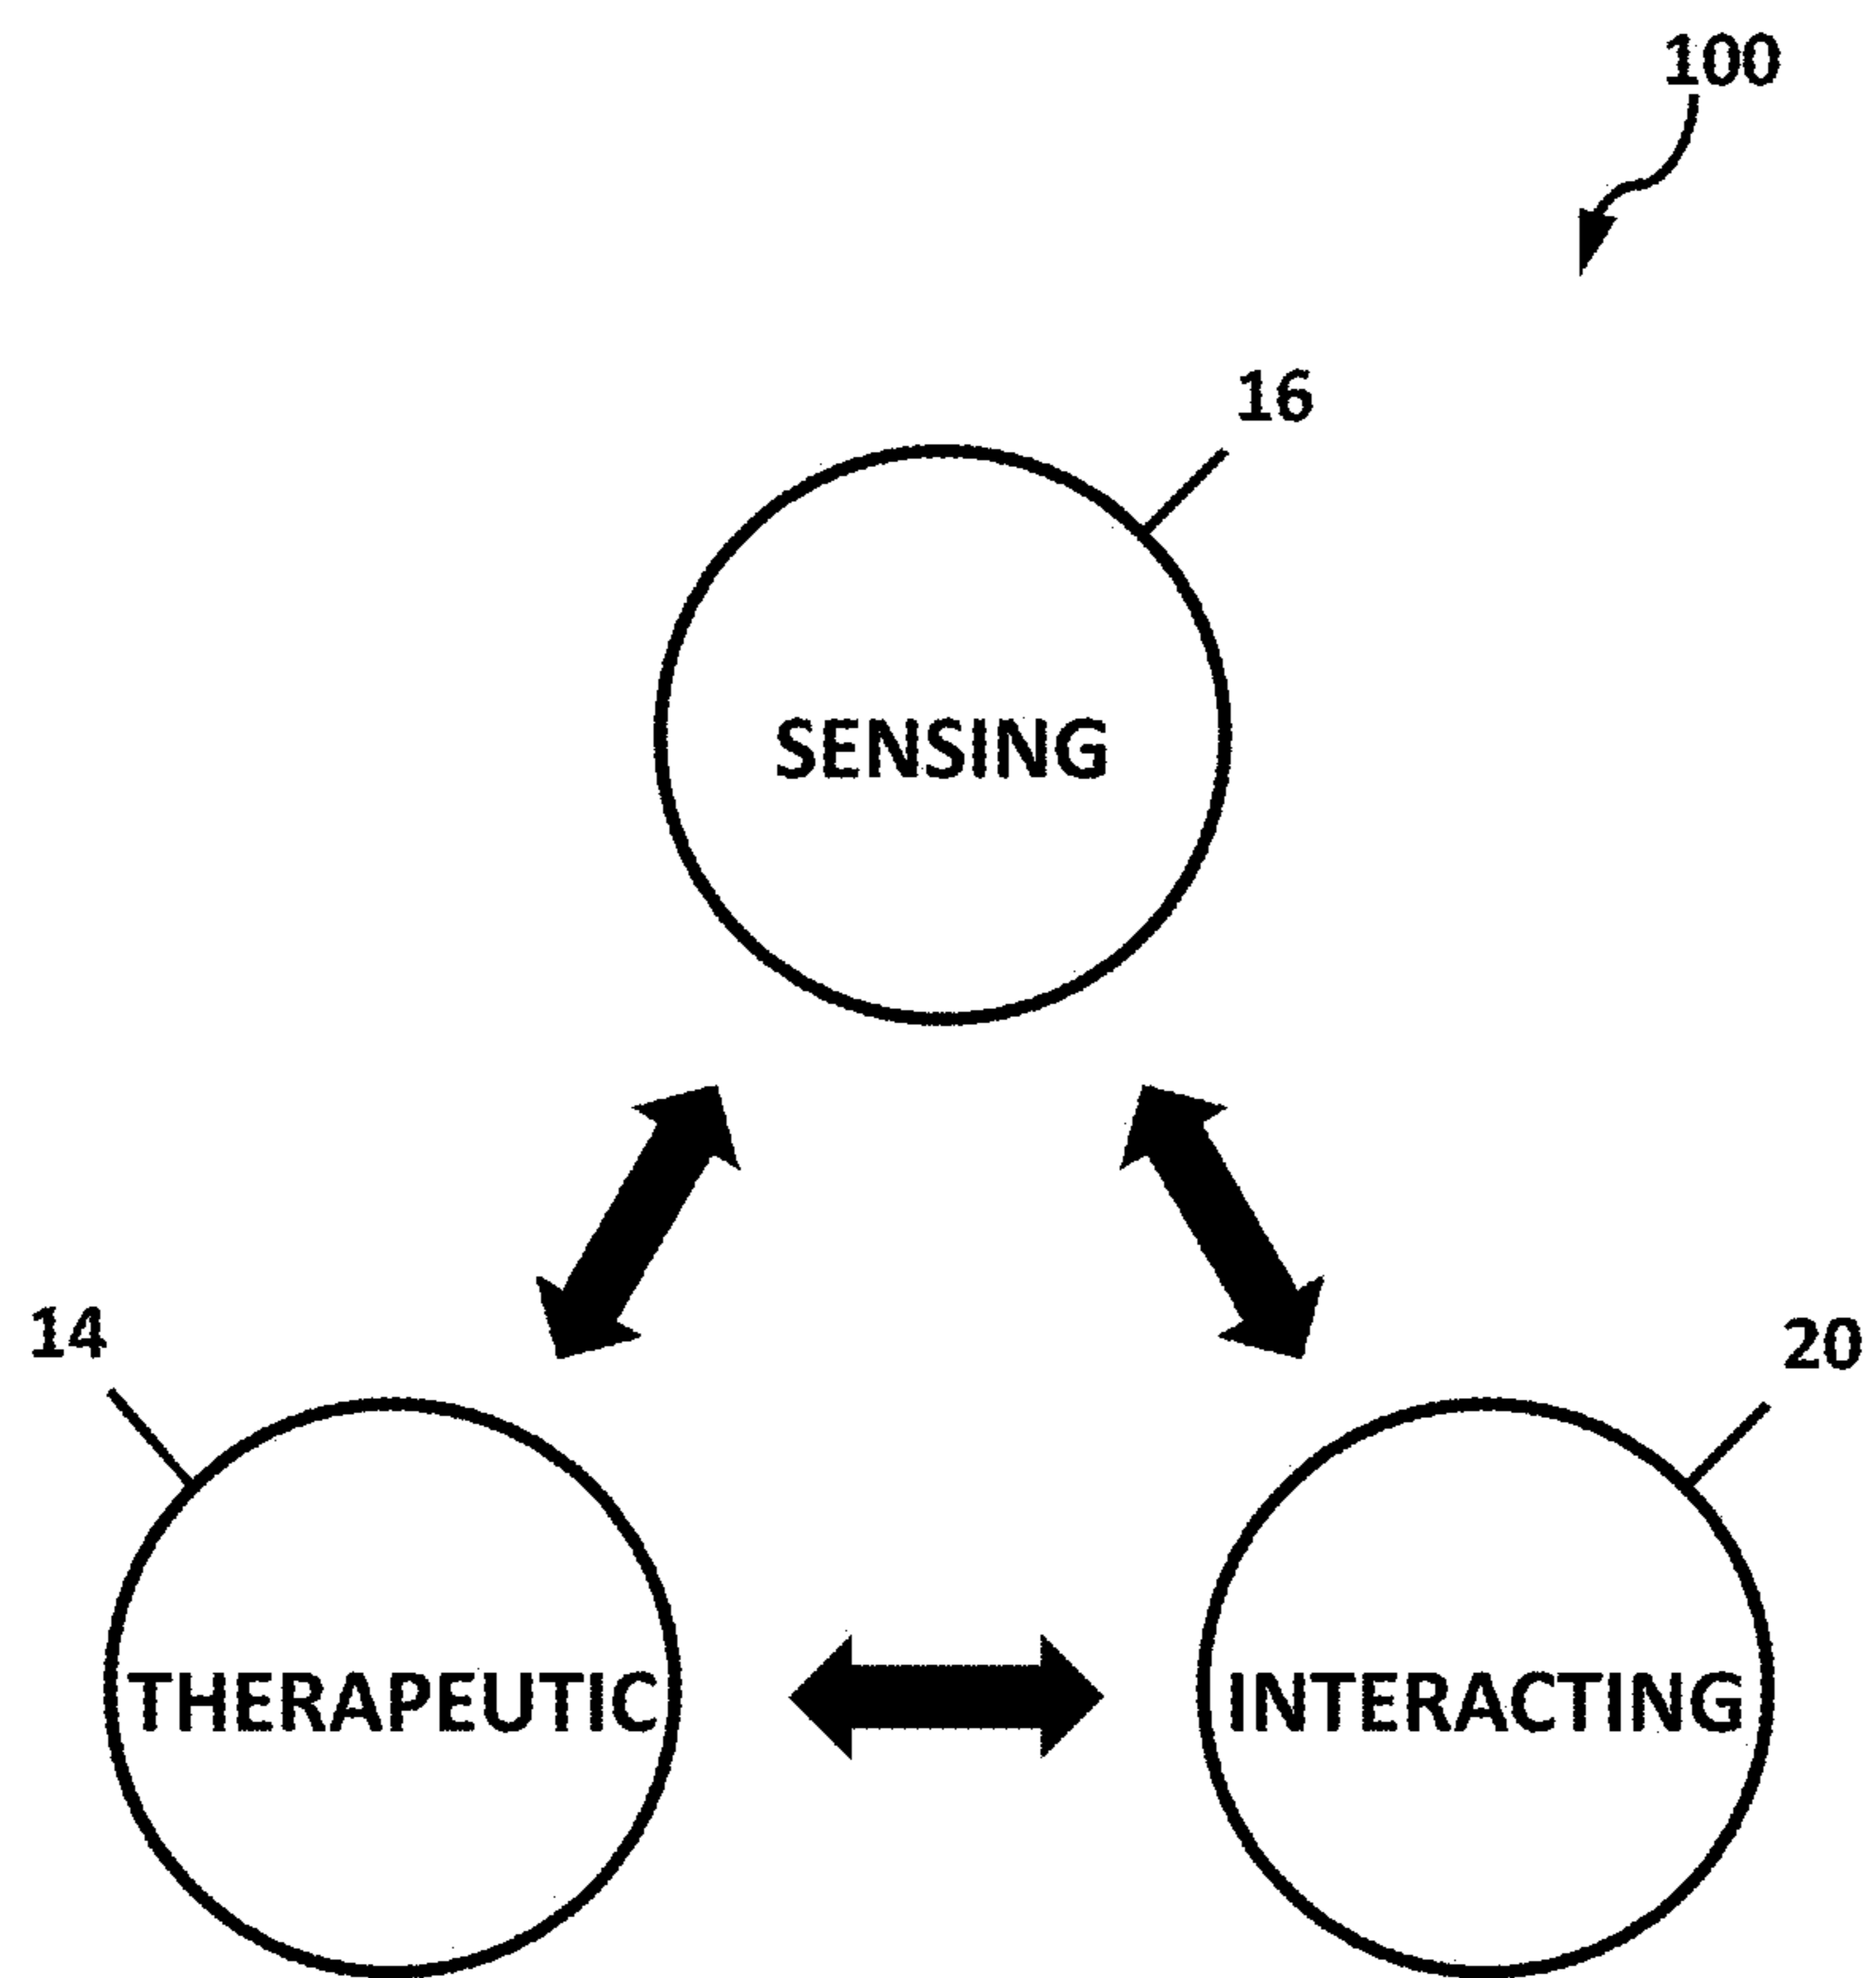 100
16
SENSING
14
20
THERAPEUTIC
INTERACTING